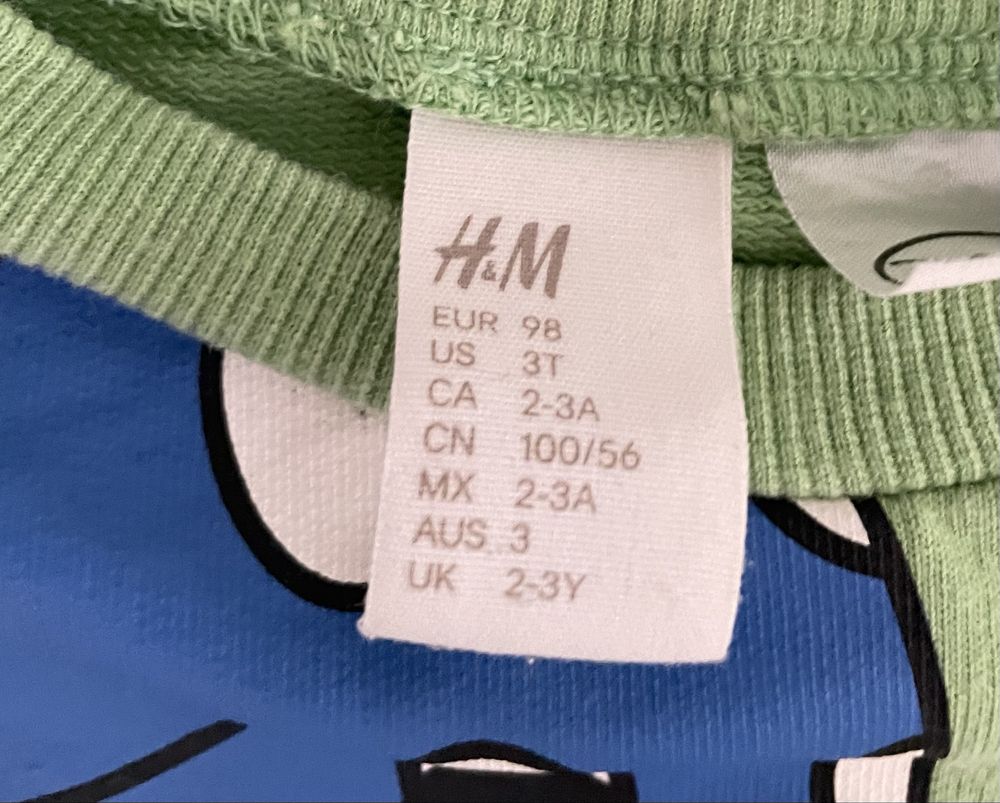 H&M
EUR 98
US 3T
CA 2-3A
CN 100/56
MX 2-3A
AUS 3
UK 2-3Y